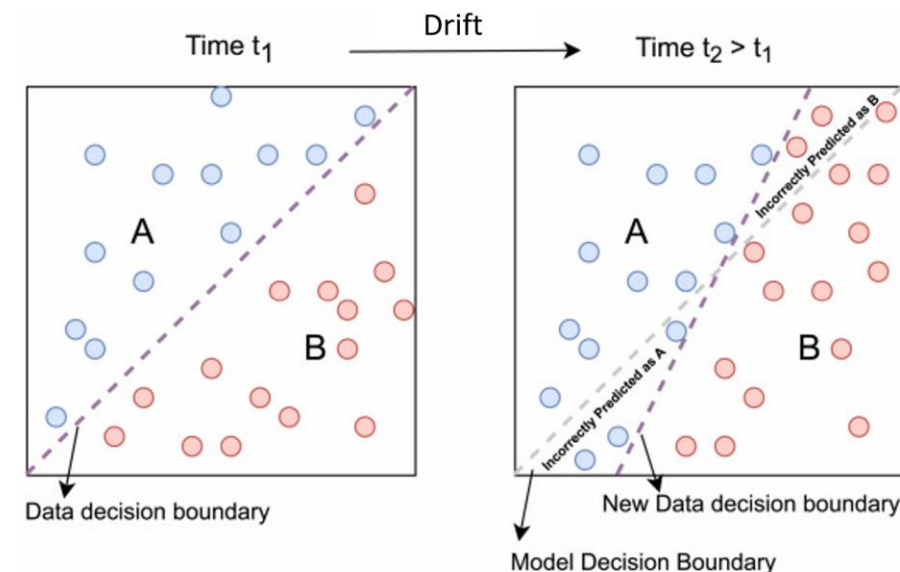 Drift
Time t₁
Time t₂ > t₁
A
B
Data decision boundary
A
B
Incorrectly Predicted as B
Incorrectly Predicted as A
New Data decision boundary
Model Decision Boundary